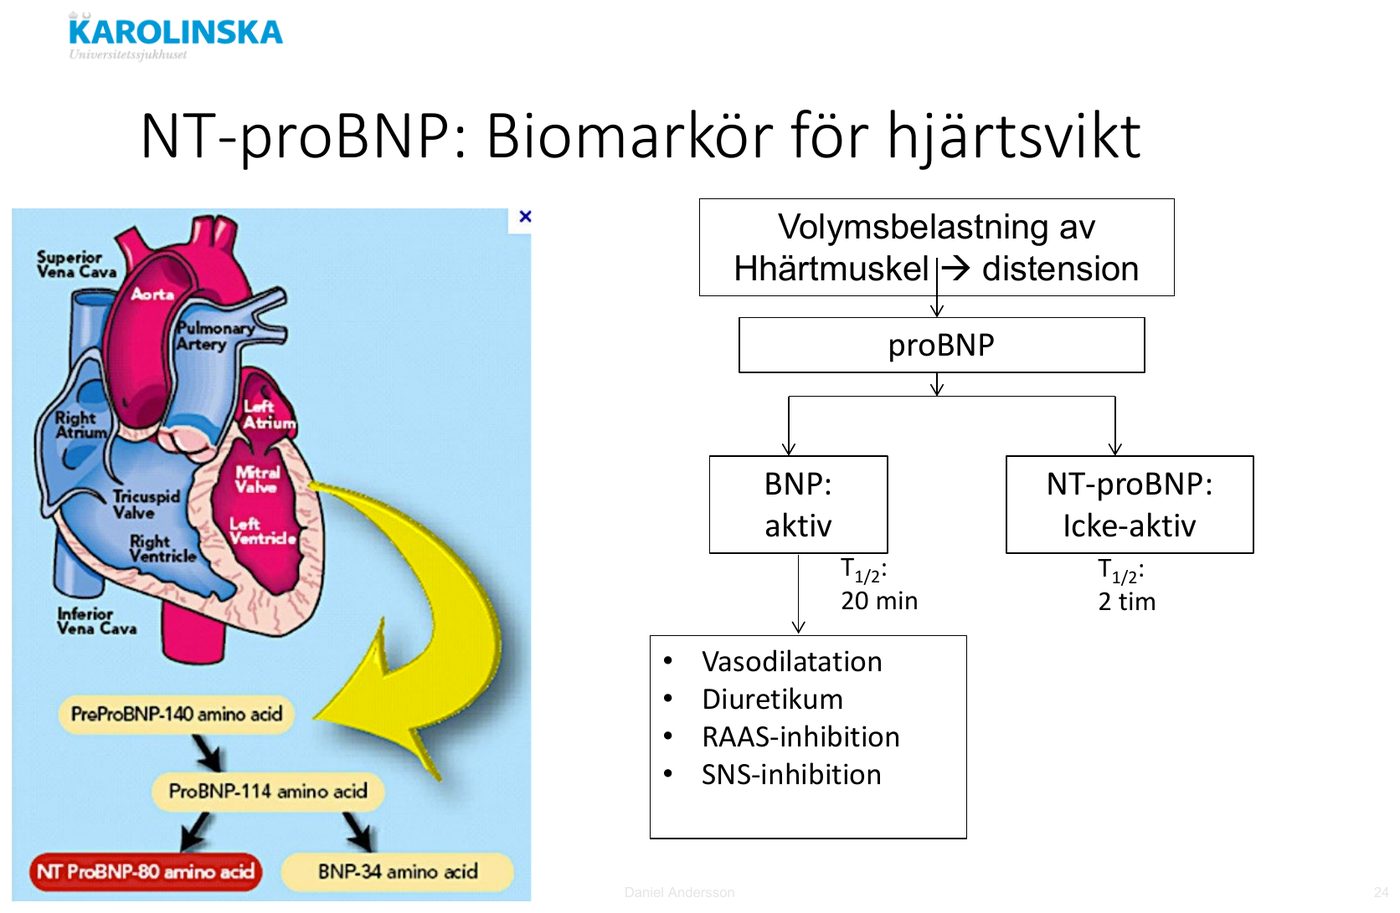 KAROLINSKA
Universitetssjukhuset
NT-proBNP: Biomarkör för hjärtsvikt
Superior
Vena Cava
Aorta
Pulmonary
Artery
Left
Atrium
Right
Atrium
Mitral
Valve
Tricuspid
Valve
Left
Ventricle
Right
Ventricle
Inferior
Vena Cava
PreProBNP-140 amino acid
ProBNP-114 amino acid
NT ProBNP-80 amino acid
BNP-34 amino acid
Volymsbelastning av
Hhärtmuskel → distension
proBNP
BNP:
aktiv
NT-proBNP:
Icke-aktiv
T1/2:
20 min
T1/2:
2 tim
• Vasodilatation
• Diuretikum
• RAAS-inhibition
• SNS-inhibition
Daniel Andersson
24